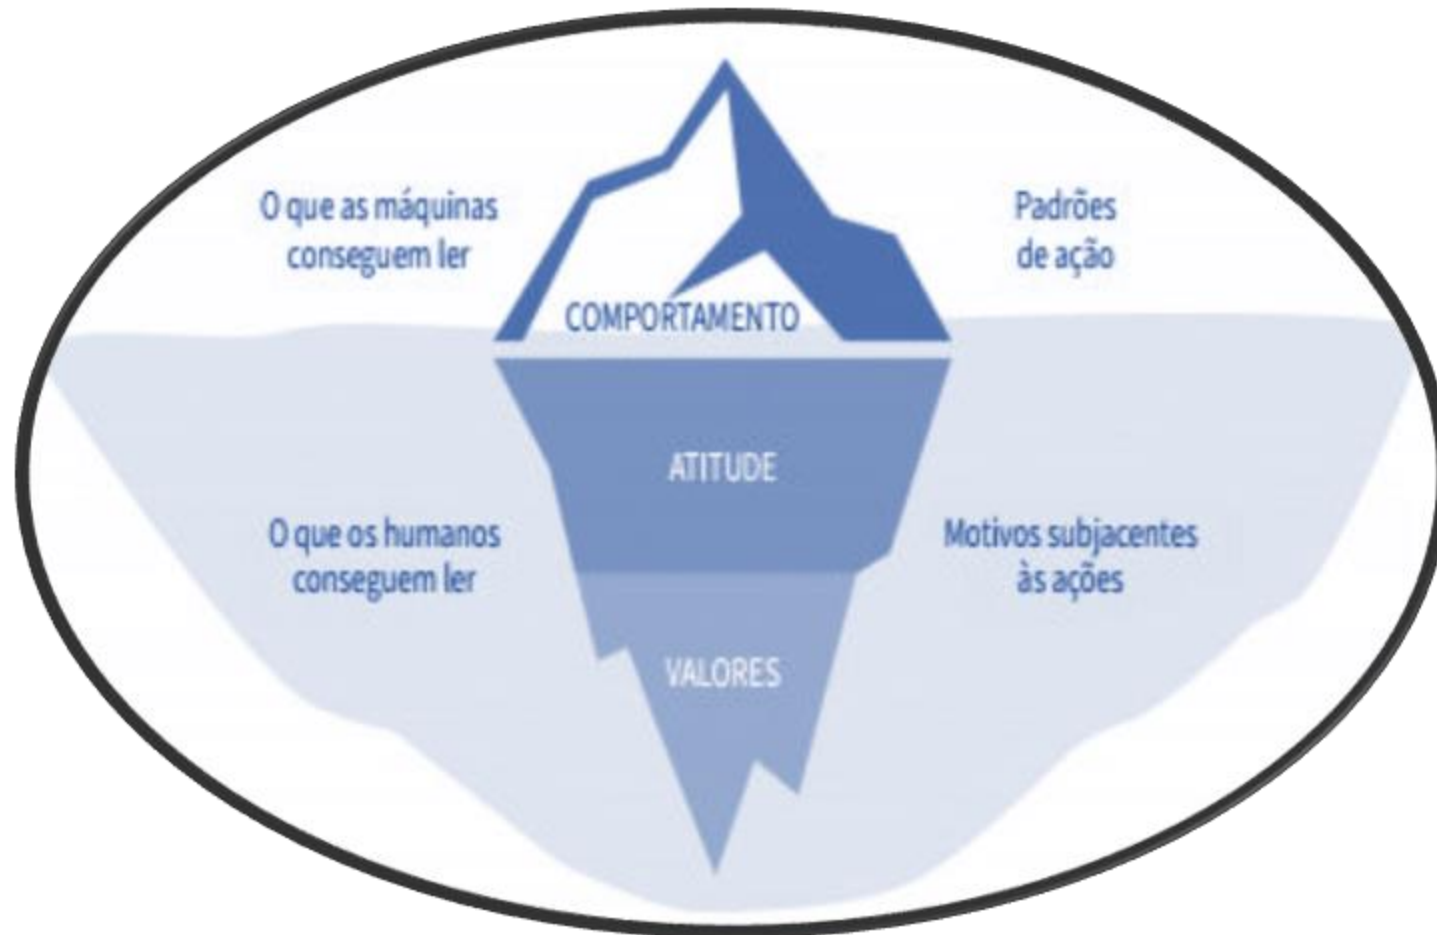 O que as máquinas
conseguem ler
Padrões
de ação
COMPORTAMENTO
ATITUDE
O que os humanos
conseguem ler
Motivos subjacentes
às ações
VALORES